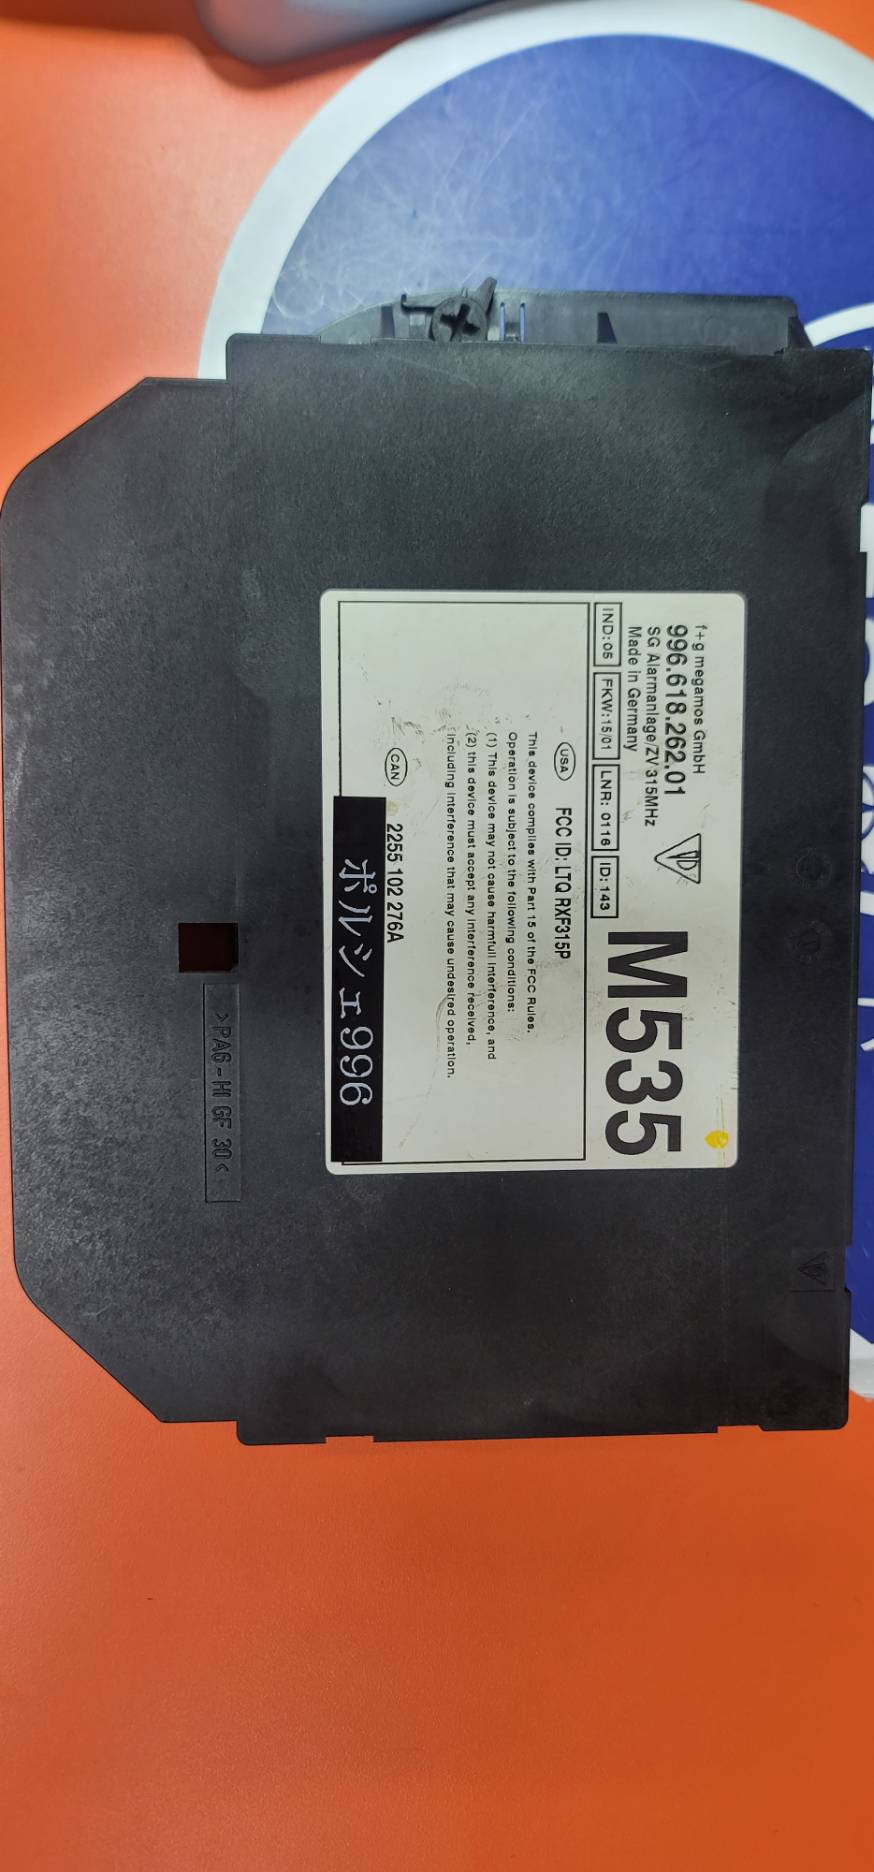 f+g megamos GmbH
996.618.262.01
SG Alarmanlage/ZV 315MHz
Made in Germany
IND: 05 FKW: 15/01 LNR: 0116 ID: 143
M535
USA FCC ID: LTQ RXF315P
This device complies with Part 15 of the FCC Rules.
Operation is subject to the following conditions:
(1) This device may not cause harmfull interference, and
(2) this device must accept any interference received,
including interference that may cause undesired operation.
CAN 2255 102 276A
ポルシェ996
>PA6-HI GF 30<